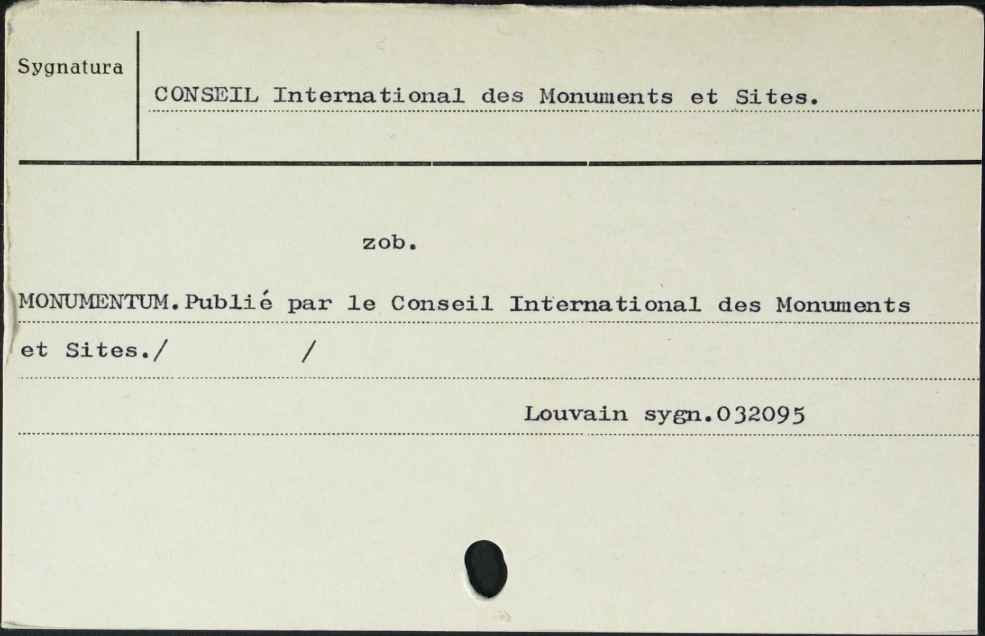 Sygnatura
CONSEIL International des Monuments et Sites.
zob.
MONUMENTUM.Publié par le Conseil International des Monuments
et Sites./ /
Louvain sygn.032095